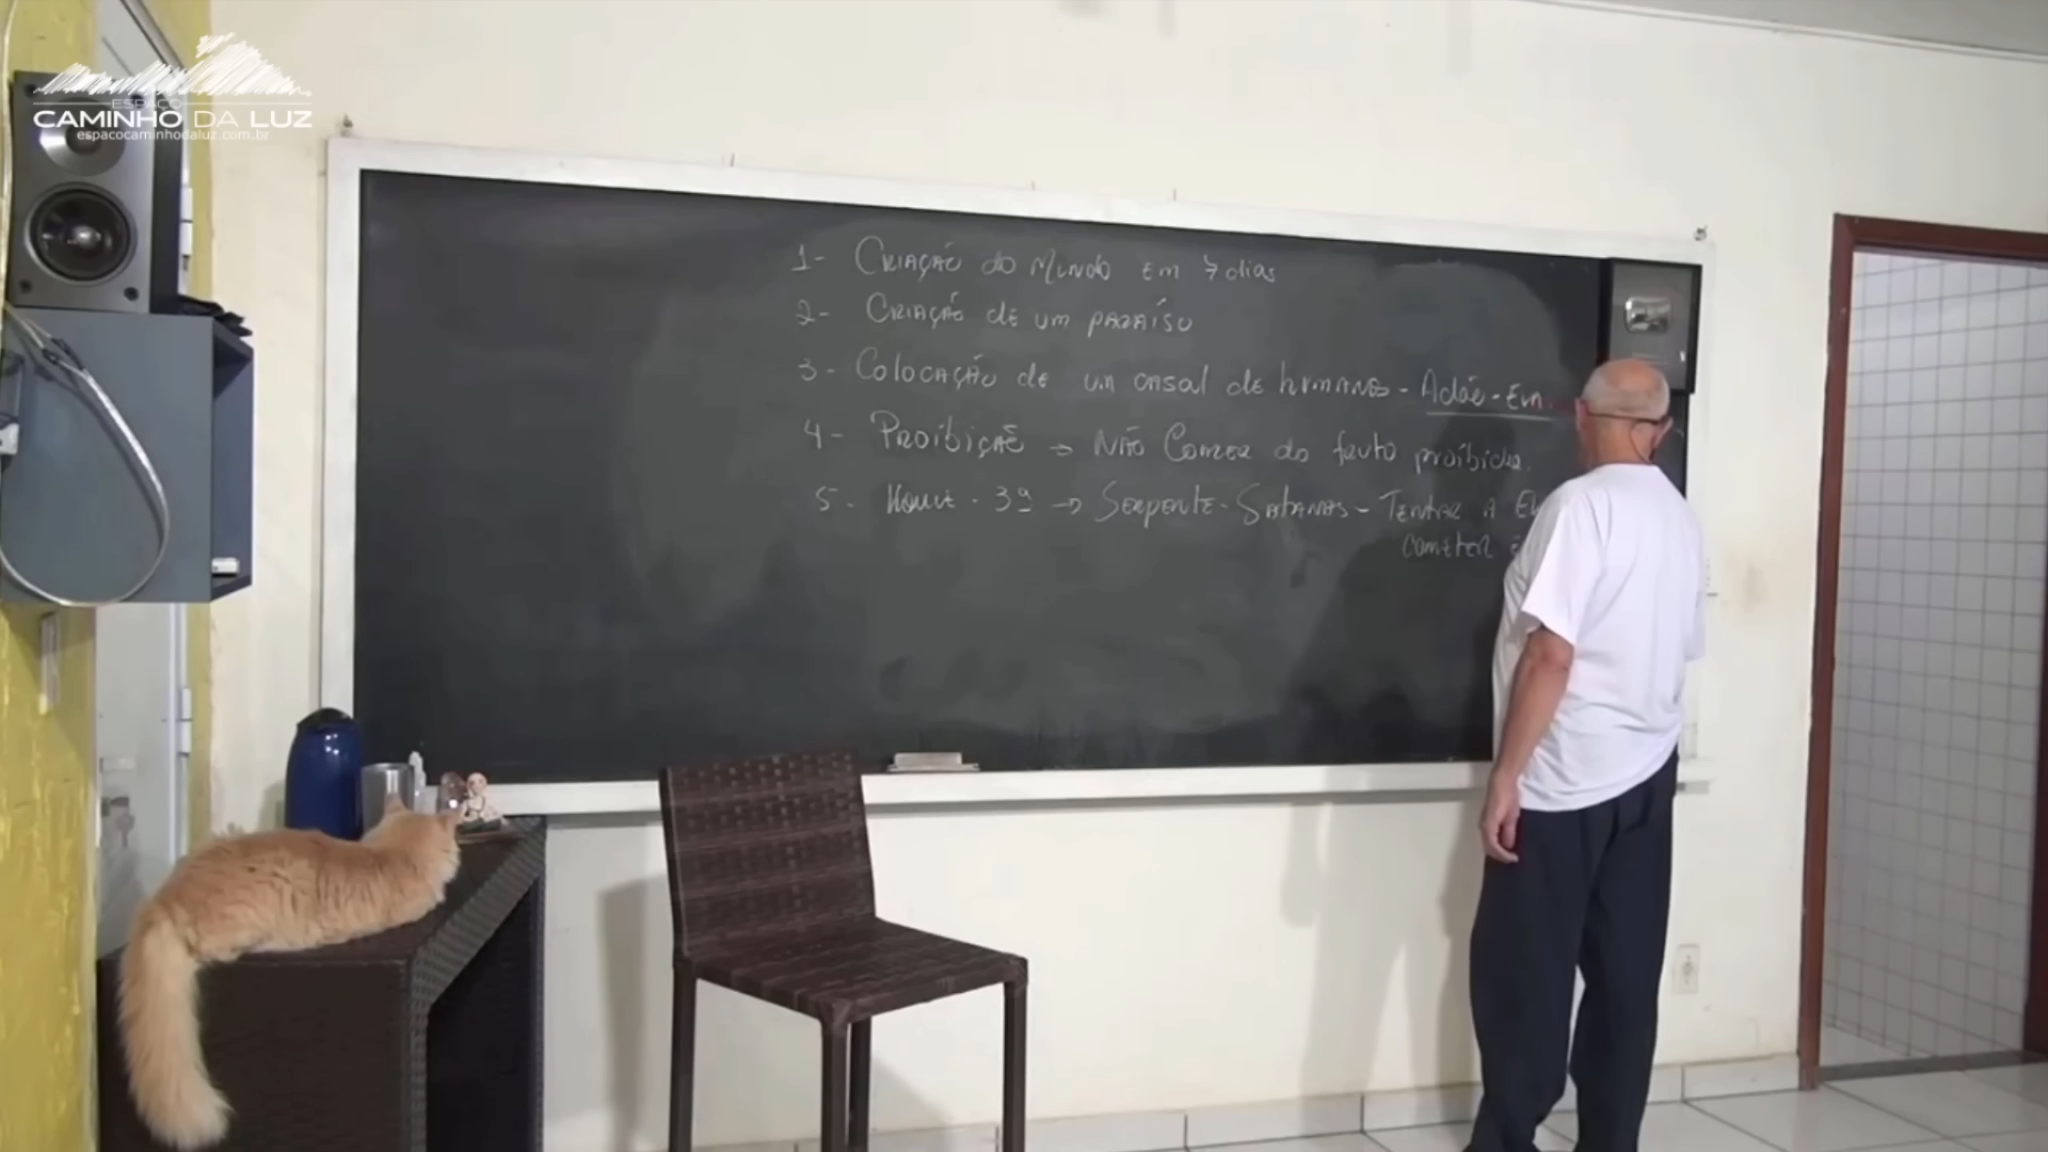 ESPAÇO
CAMINHO DA LUZ
espacocaminhodaluz.com.br
1- CRIAÇÃO do MUNDO EM 7 dias
2- CRIAÇÃO dE um PARAÍSO
3- COLOCAÇÃO de um casal de humanos - Adão - EVA
4- PROIBIÇÃO → NÃO COMER do fruto proibido.
5- 3ª → SERPENTE - SATANAS - TENTAR A
COMETER